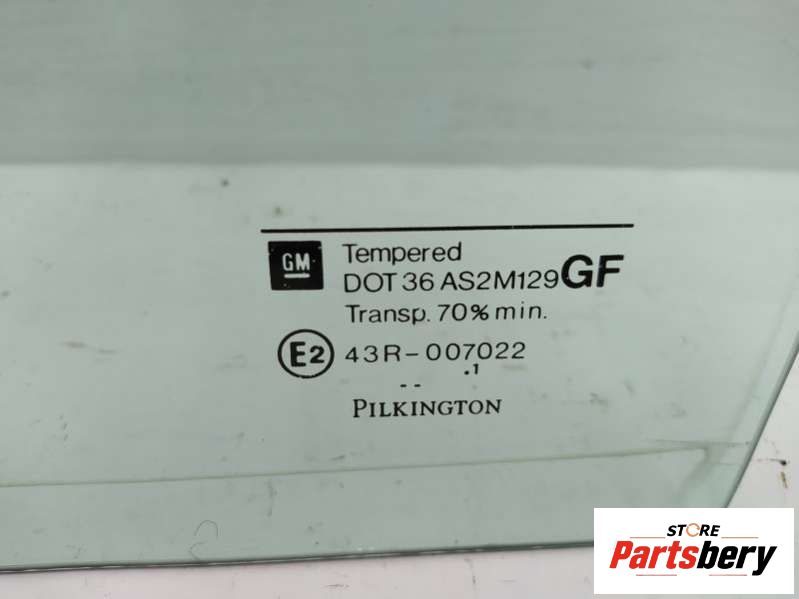 GM
Tempered
DOT 36 AS2M129 GF
Transp. 70% min.
E2 43R-007022
.1
--
PILKINGTON
STORE
Partsbery